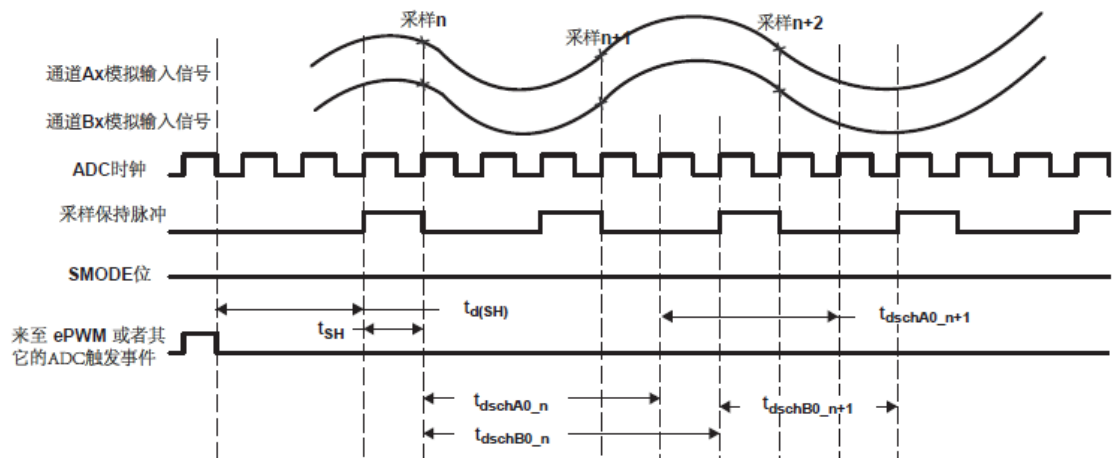 采样n
采样n+1
采样n+2
通道Ax模拟输入信号
通道Bx模拟输入信号
ADC时钟
采样保持脉冲
SMODE位
td(SH)
tSH
tdschA0_n+1
来至 ePWM 或者其
它的ADC触发事件
tdschA0_n
tdschB0_n+1
tdschB0_n